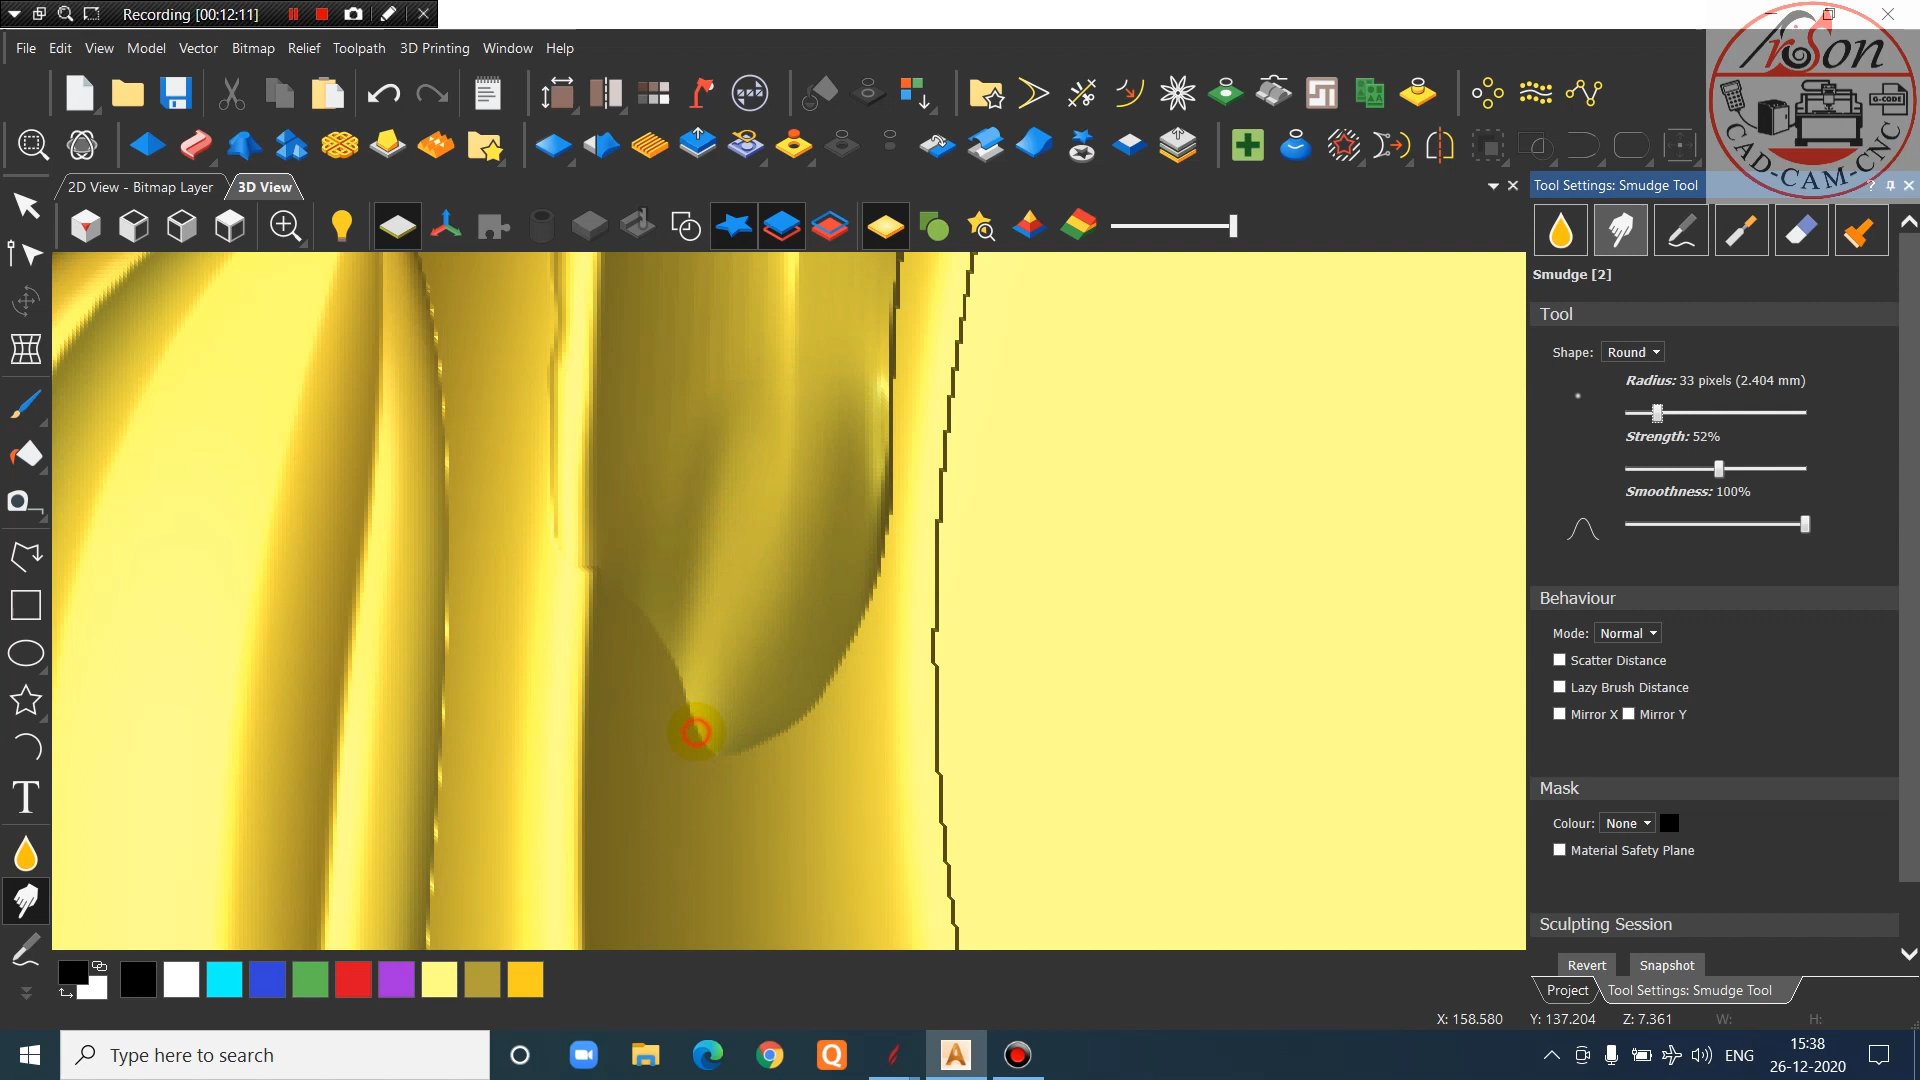 Recording [00:12:11]
File Edit View Model Vector Bitmap Relief Toolpath 3D Printing Window Help
ArSon
G-CODE
CAD-CAM-CNC
2D View - Bitmap Layer
3D View
Tool Settings: Smudge Tool
Smudge [2]
Tool
Shape: Round
Radius: 33 pixels (2.404 mm)
Strength: 52%
Smoothness: 100%
Behaviour
Mode: Normal
Scatter Distance
Lazy Brush Distance
Mirror X Mirror Y
Mask
Colour: None
Material Safety Plane
Sculpting Session
Revert Snapshot
Project Tool Settings: Smudge Tool
X: 158.580 Y: 137.204 Z: 7.361 W: H:
Type here to search
ENG
15:38
26-12-2020